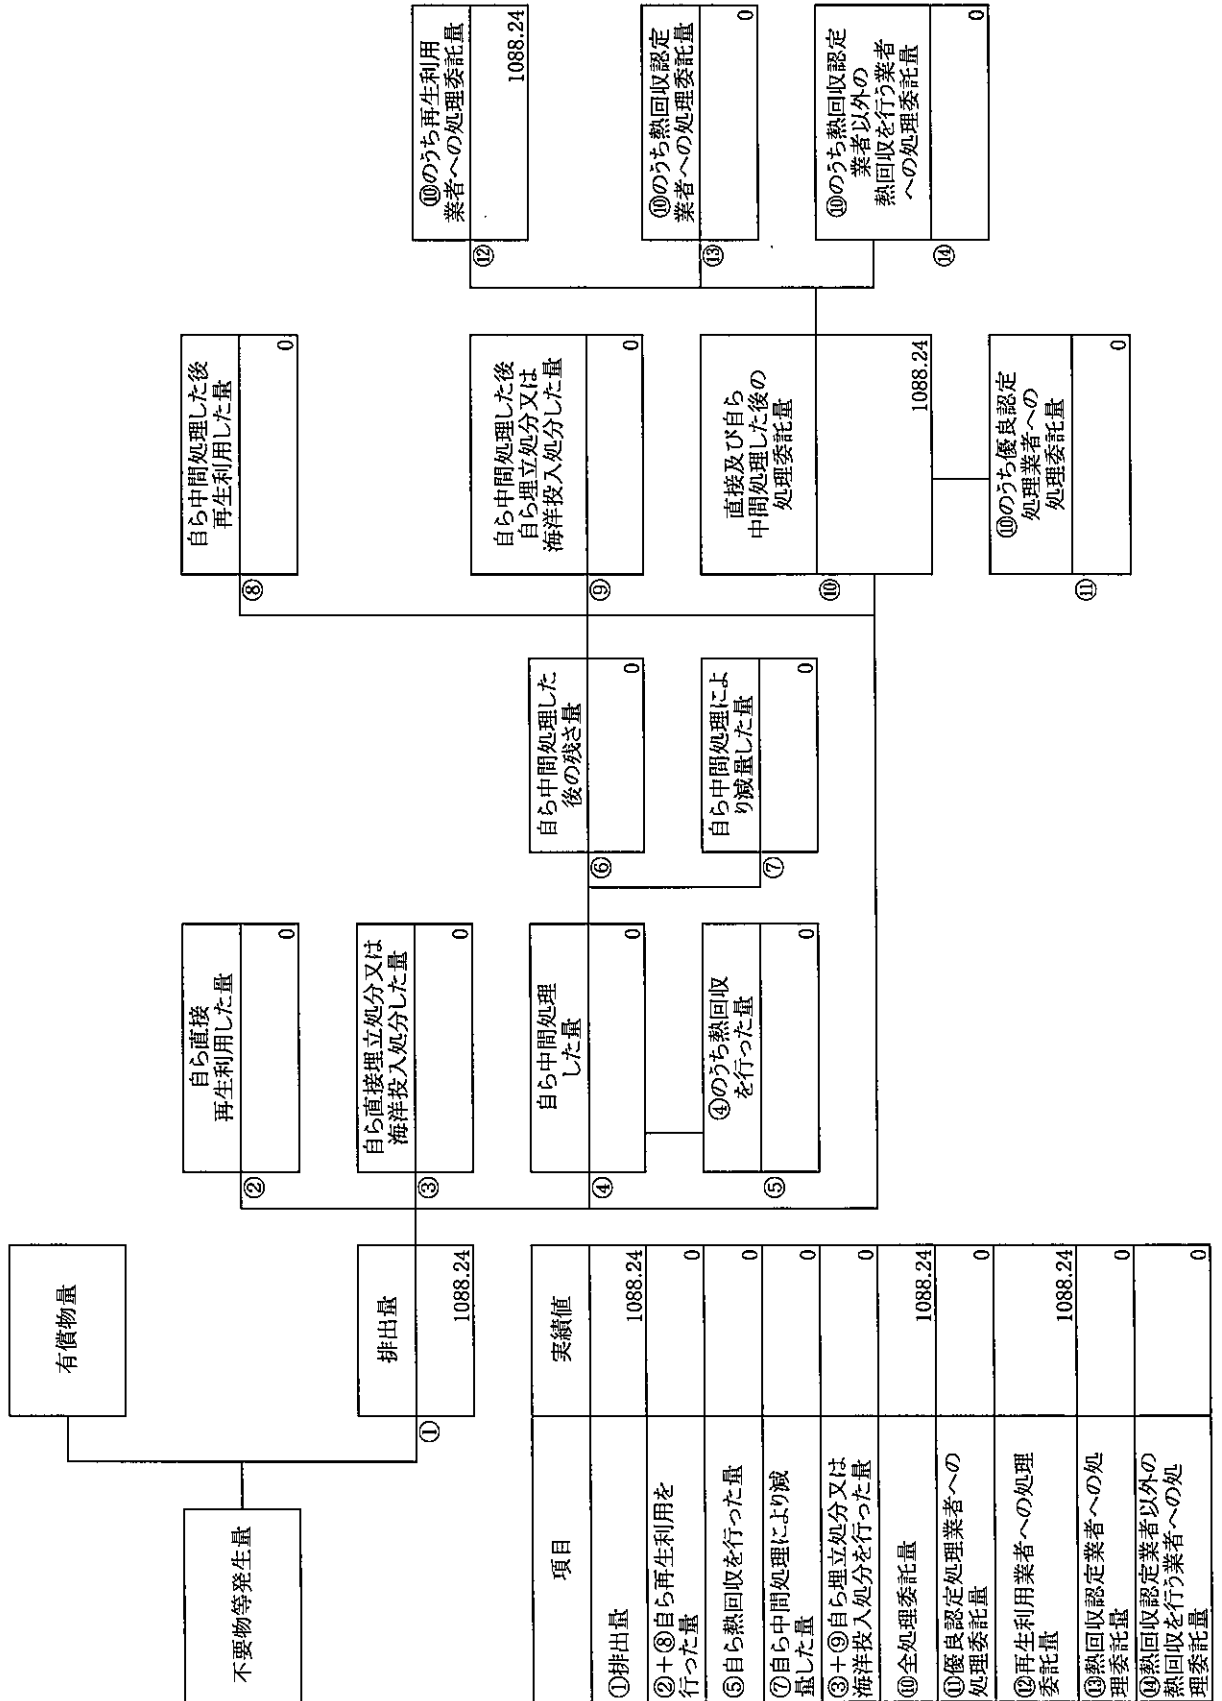 不要物等発生量
有償物量
①
排出量
1088.24
②
自ら直接
再生利用した量
0
③
自ら直接埋立処分又は
海洋投入処分した量
0
④
自ら中間処理
した量
0
⑤
④のうち熱回収
を行った量
0
⑥
自ら中間処理した
後の残さ量
0
⑦
自ら中間処理によ
り減量した量
0
⑧
自ら中間処理した後
再生利用した量
0
⑨
自ら中間処理した後
自ら埋立処分又は
海洋投入処分した量
0
⑩
直接及び自ら
中間処理した後の
処理委託量
1088.24
⑪
⑩のうち優良認定
処理業者への
処理委託量
0
⑫
⑩のうち再生利用
業者への処理委託量
1088.24
⑬
⑩のうち熱回収認定
業者への処理委託量
0
⑭
⑩のうち熱回収認定
業者以外の
熱回収を行う業者
への処理委託量
0
項目 実績値
①排出量 1088.24
②+⑧自ら再生利用を
行った量 0
⑤自ら熱回収を行った量 0
⑦自ら中間処理により減
量した量 0
③+⑨自ら埋立処分又は
海洋投入処分を行った量 0
⑩全処理委託量 1088.24
⑪優良認定処理業者への
処理委託量 0
⑫再生利用業者への処理
委託量 1088.24
⑬熱回収認定業者への処
理委託量 0
⑭熱回収認定業者以外の
熱回収を行う業者への処
理委託量 0